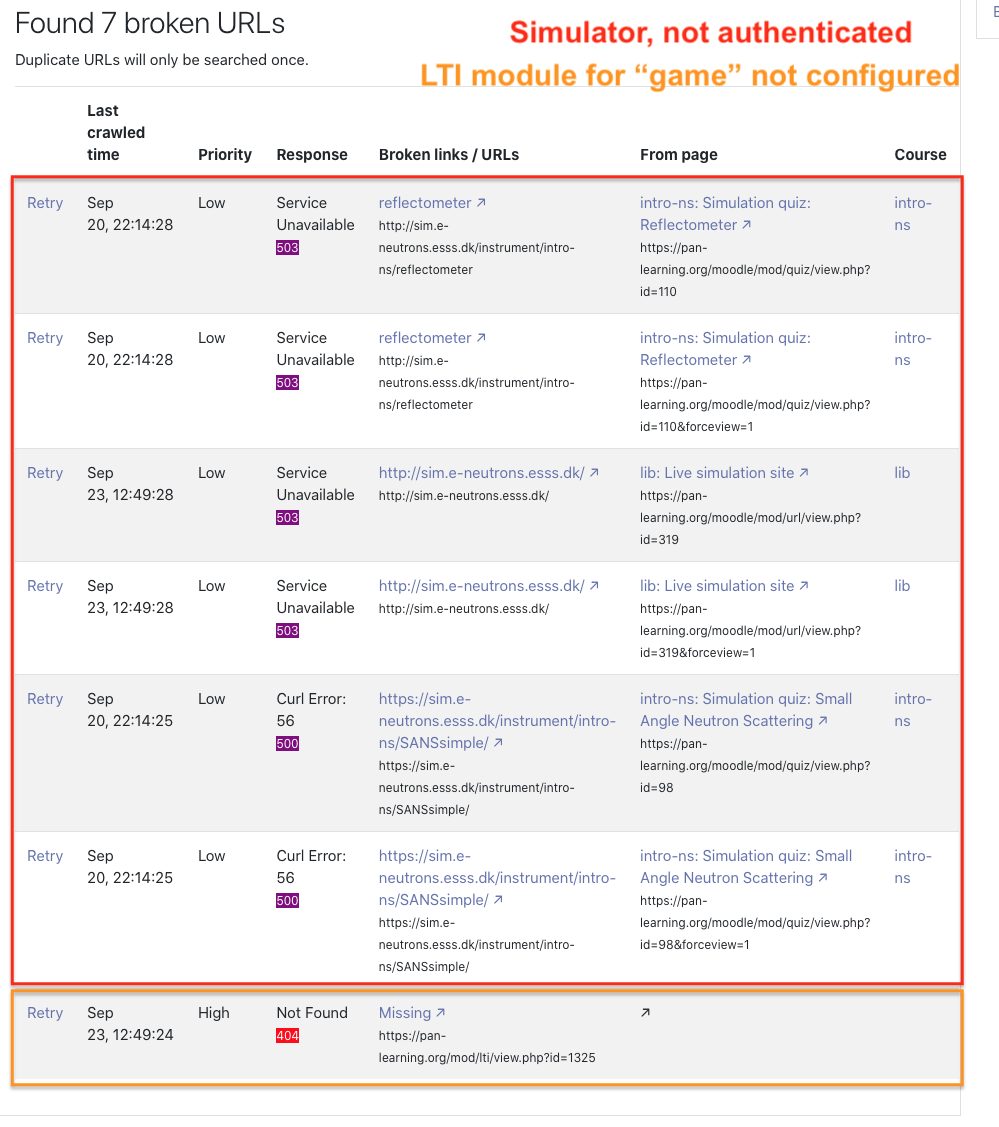 Found 7 broken URLs
Simulator, not authenticated
Duplicate URLs will only be searched once.
LTI module for “game” not configured
Last
crawled
time
Priority
Response
Broken links / URLs
From page
Course
Retry
Sep
20, 22:14:28
Low
Service
Unavailable
503
reflectometer ↗
http://sim.e-
neutrons.esss.dk/instrument/intro-
ns/reflectometer
intro-ns: Simulation quiz:
Reflectometer ↗
https://pan-
learning.org/moodle/mod/quiz/view.php?
id=110
intro-
ns
Retry
Sep
20, 22:14:28
Low
Service
Unavailable
503
reflectometer ↗
http://sim.e-
neutrons.esss.dk/instrument/intro-
ns/reflectometer
intro-ns: Simulation quiz:
Reflectometer ↗
https://pan-
learning.org/moodle/mod/quiz/view.php?
id=110&forceview=1
intro-
ns
Retry
Sep
23, 12:49:28
Low
Service
Unavailable
503
http://sim.e-neutrons.esss.dk/ ↗
http://sim.e-neutrons.esss.dk/
lib: Live simulation site ↗
https://pan-
learning.org/moodle/mod/url/view.php?
id=319
lib
Retry
Sep
23, 12:49:28
Low
Service
Unavailable
503
http://sim.e-neutrons.esss.dk/ ↗
http://sim.e-neutrons.esss.dk/
lib: Live simulation site ↗
https://pan-
learning.org/moodle/mod/url/view.php?
id=319&forceview=1
lib
Retry
Sep
20, 22:14:25
Low
Curl Error:
56
500
https://sim.e-
neutrons.esss.dk/instrument/intro-
ns/SANSsimple/ ↗
https://sim.e-
neutrons.esss.dk/instrument/intro-
ns/SANSsimple/
intro-ns: Simulation quiz: Small
Angle Neutron Scattering ↗
https://pan-
learning.org/moodle/mod/quiz/view.php?
id=98
intro-
ns
Retry
Sep
20, 22:14:25
Low
Curl Error:
56
500
https://sim.e-
neutrons.esss.dk/instrument/intro-
ns/SANSsimple/ ↗
https://sim.e-
neutrons.esss.dk/instrument/intro-
ns/SANSsimple/
intro-ns: Simulation quiz: Small
Angle Neutron Scattering ↗
https://pan-
learning.org/moodle/mod/quiz/view.php?
id=98&forceview=1
intro-
ns
Retry
Sep
23, 12:49:24
High
Not Found
404
Missing ↗
https://pan-
learning.org/mod/lti/view.php?id=1325
↗